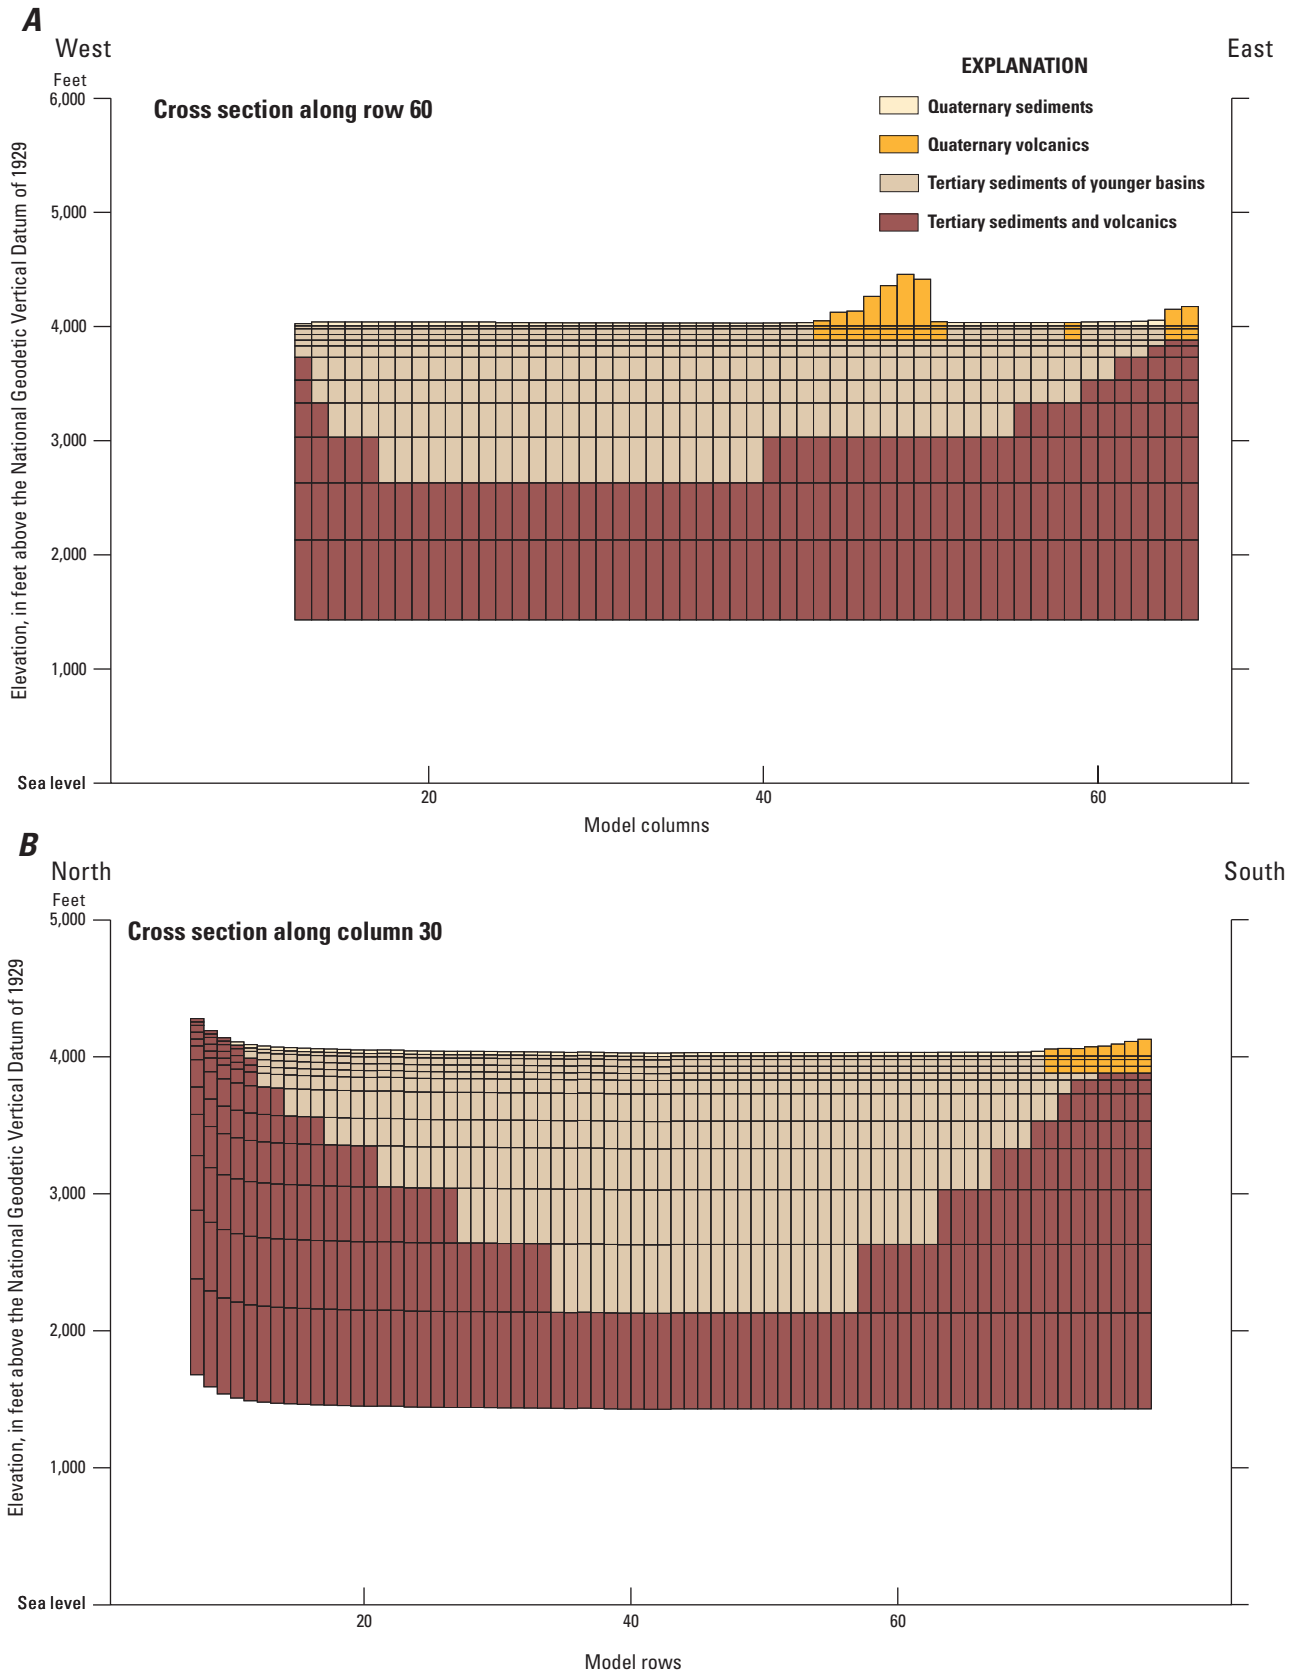 A
West
East
Feet
EXPLANATION
6,000
Cross section along row 60
Quaternary sediments
Quaternary volcanics
Tertiary sediments of younger basins
Tertiary sediments and volcanics
5,000
4,000
3,000
2,000
1,000
Sea level
Elevation, in feet above the National Geodetic Vertical Datum of 1929
20
40
60
Model columns
B
North
South
Feet
5,000
Cross section along column 30
4,000
3,000
2,000
1,000
Sea level
Elevation, in feet above the National Geodetic Vertical Datum of 1929
20
40
60
Model rows